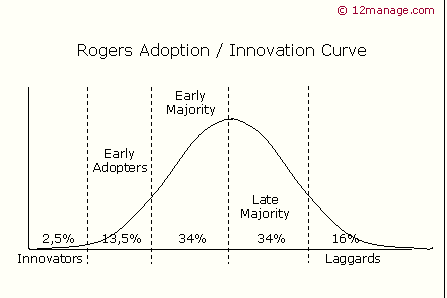 © 12manage.com
Rogers Adoption / Innovation Curve
Early
Majority
Early
Adopters
Late
Majority
2,5% 13,5% 34% 34% 16%
Innovators Laggards